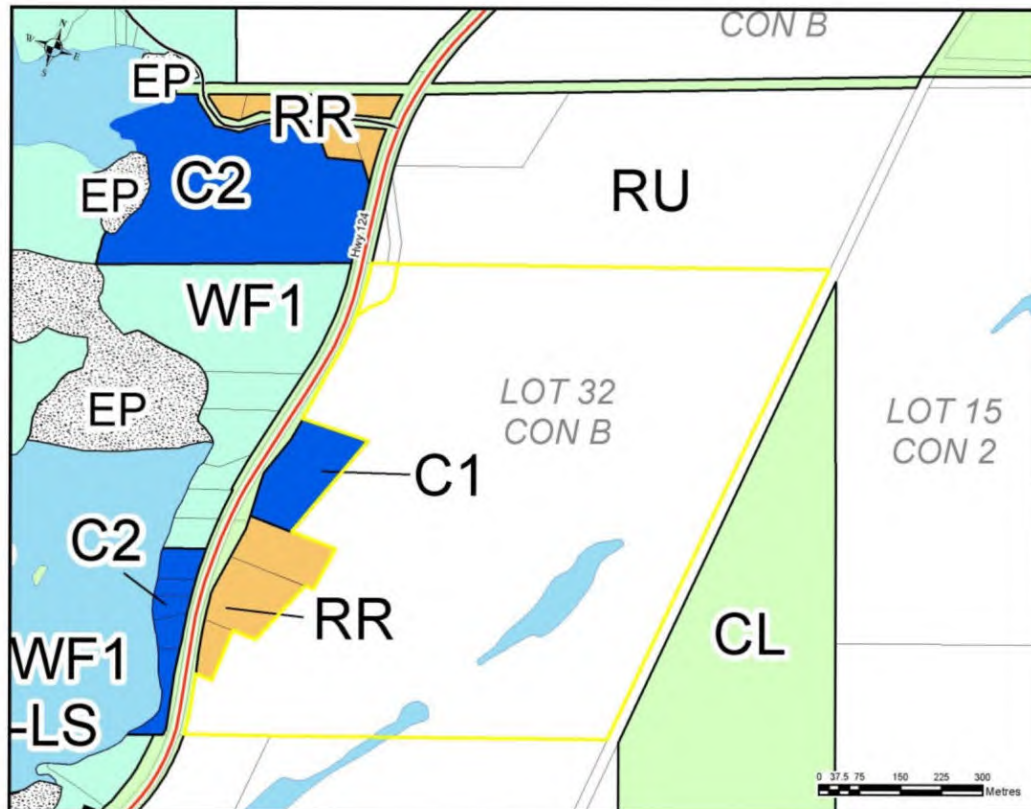 CON B
N
W
E
S
EP
RR
EP
C2
RU
Hwy 124
WF1
EP
LOT 32
CON B
LOT 15
CON 2
C1
C2
RR
CL
WF1
-LS
0 37.5 75 150 225 300
Metres